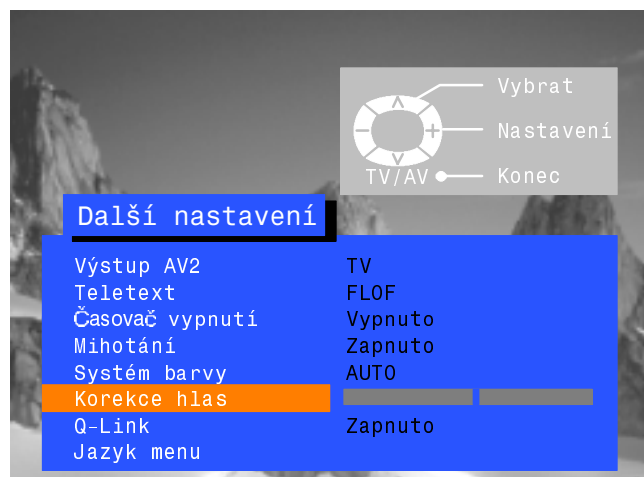 Vybrat
Nastavení
TV/AV Konec
Další nastavení
Výstup AV2 TV
Teletext FLOF
Časovač vypnutí Vypnuto
Mihotání Zapnuto
Systém barvy AUTO
Korekce hlas
Q-Link Zapnuto
Jazyk menu